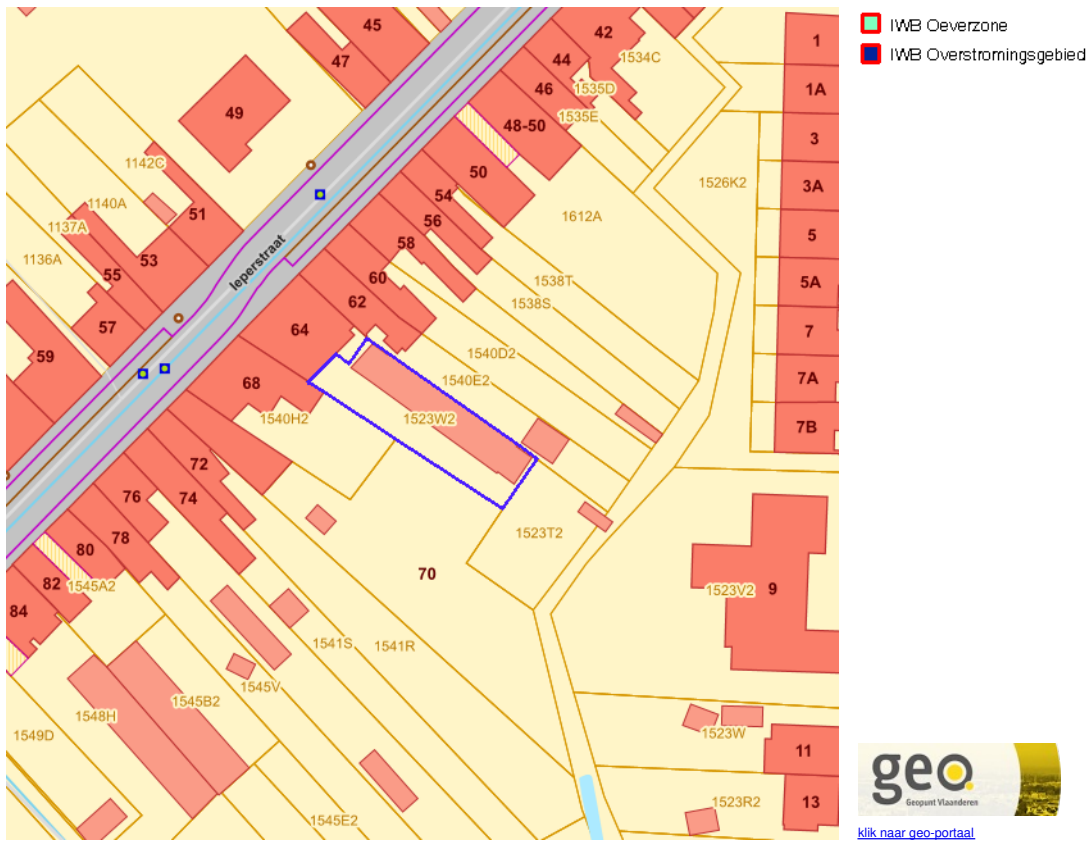 45
47
42
1534C
44
1
1535D
46
1A
49
1535E
48-50
3
1142C
50
1526K2
3A
1140A
51
54
1612A
1137A
56
5
1136A
53
Ieperstraat
58
55
60
1538T
5A
62
1538S
57
64
7
59
1540D2
68
1540E2
7A
1540H2
1523W2
7B
72
76
74
78
1523T2
80
70
82
1545A2
1523V2
9
84
1541S
1541R
1545V
1545B2
1548H
1549D
1523W
11
1545E2
1523R2
13
IWB Oeverzone
IWB Overstromingsgebied
geo
Geopunt Vlaanderen
klik naar geo-portaal